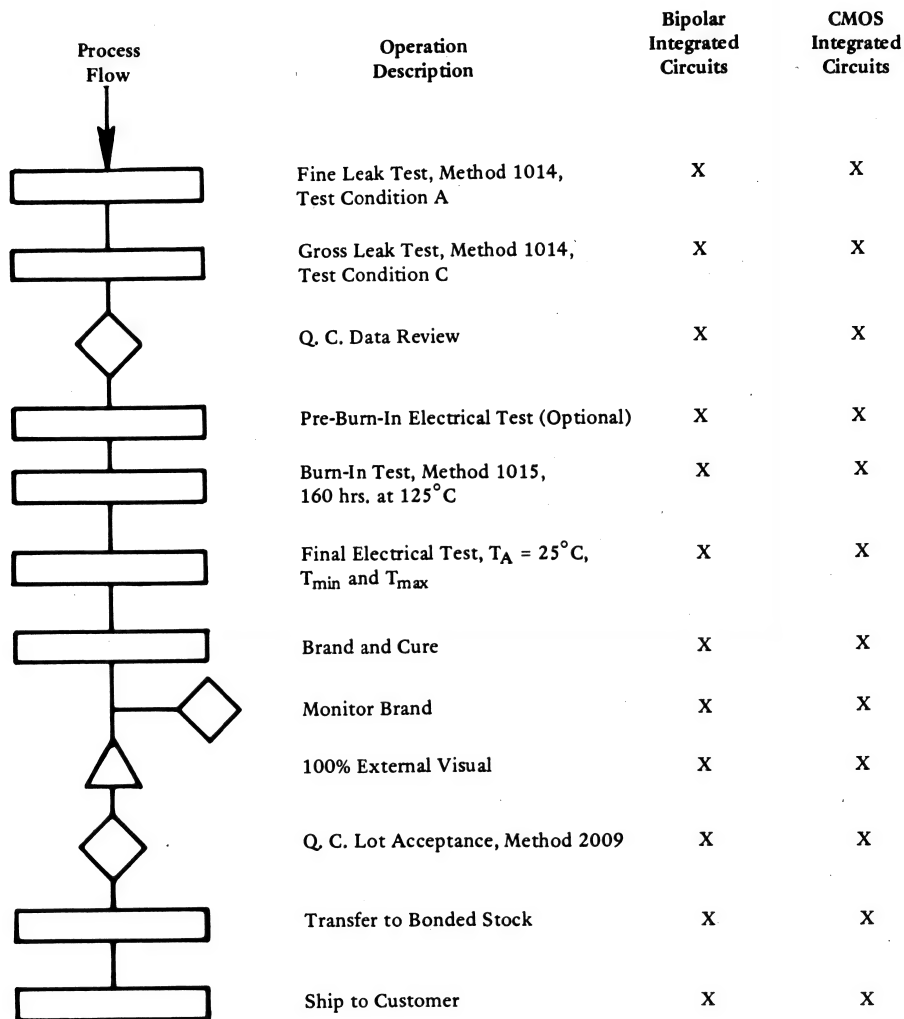 Process
Flow
Operation
Description
Bipolar
Integrated
Circuits
CMOS
Integrated
Circuits
Fine Leak Test, Method 1014,
Test Condition A
X X
Gross Leak Test, Method 1014,
Test Condition C
X X
Q. C. Data Review X X
Pre-Burn-In Electrical Test (Optional) X X
Burn-In Test, Method 1015,
160 hrs. at 125°C
X X
Final Electrical Test, TA = 25°C,
Tmin and Tmax
X X
Brand and Cure X X
Monitor Brand X X
100% External Visual X X
Q. C. Lot Acceptance, Method 2009 X X
Transfer to Bonded Stock X X
Ship to Customer X X